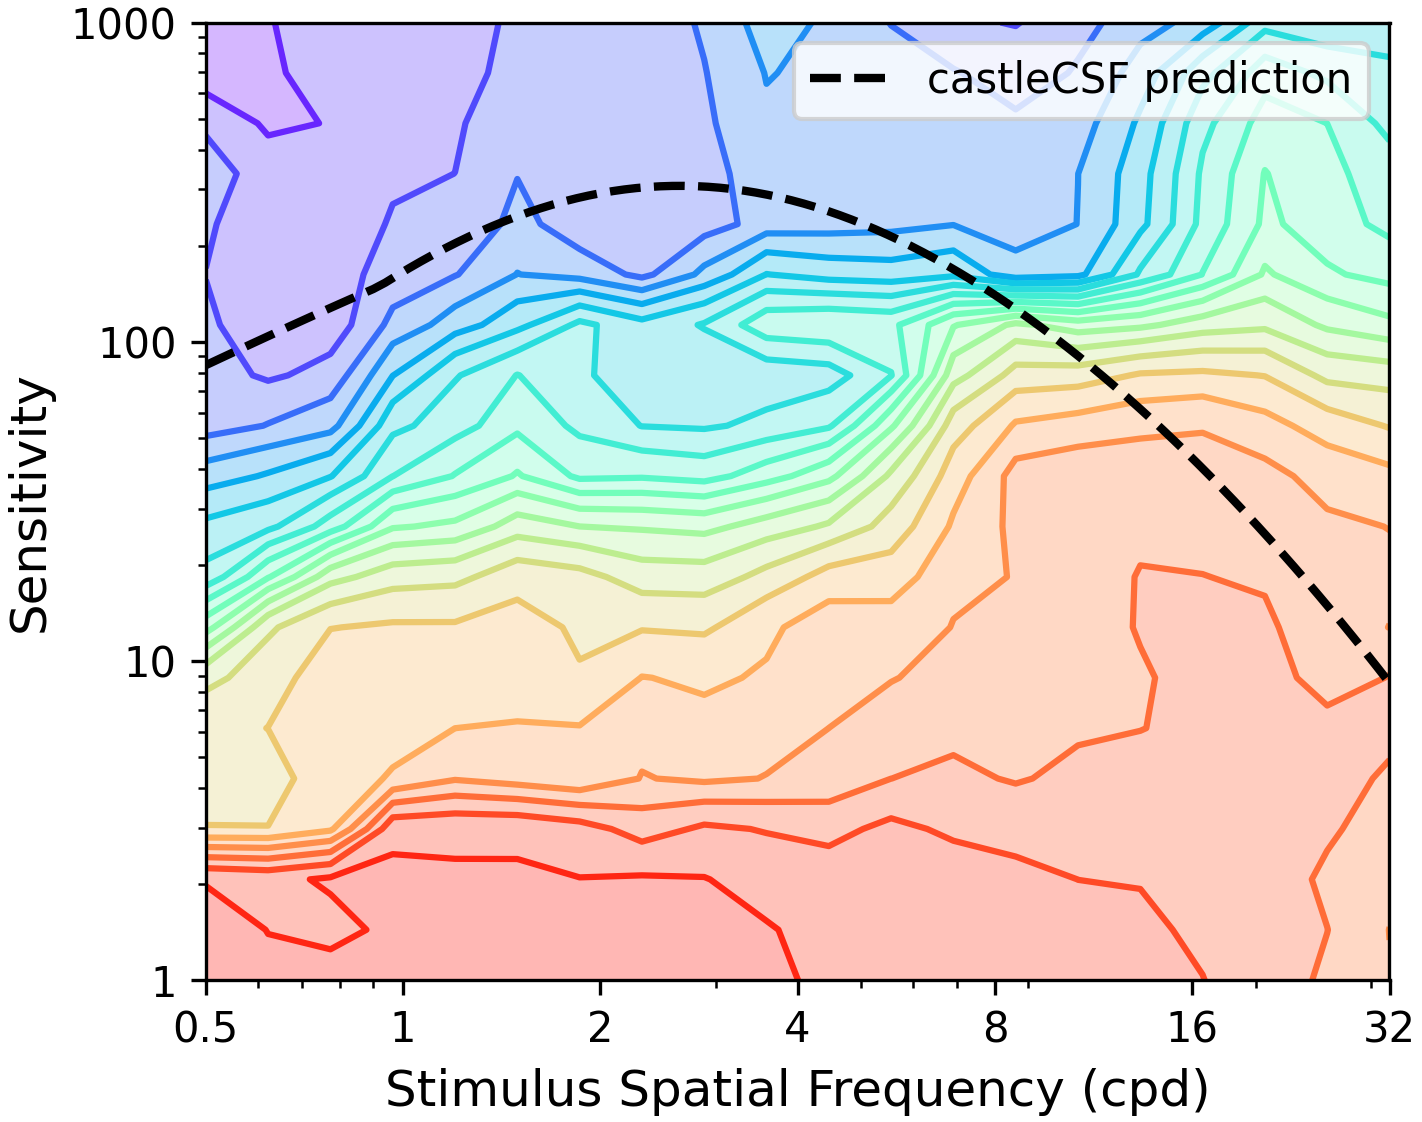 1000
castleCSF prediction
100
Sensitivity
10
1
0.5 1 2 4 8 16 32
Stimulus Spatial Frequency (cpd)